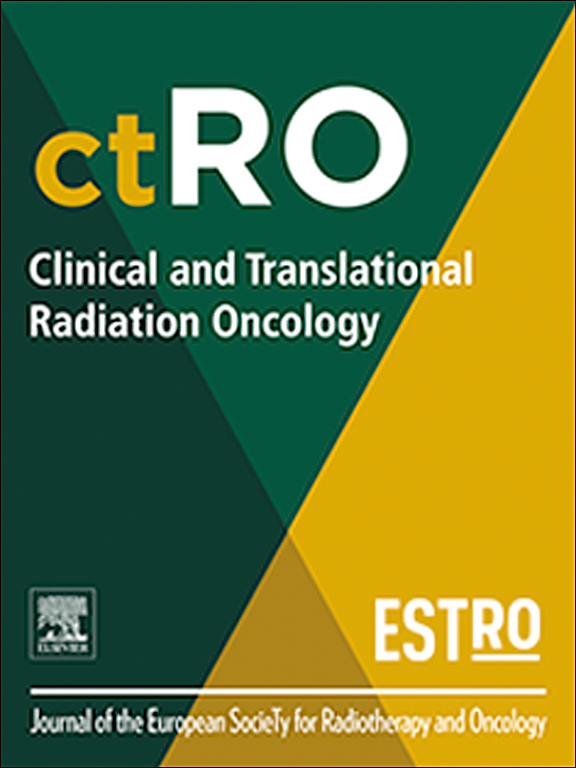 ctRO
Clinical and Translational
Radiation Oncology
ELSEVIER
ESTRO
Journal of the European SocieTy for Radiotherapy and Oncology